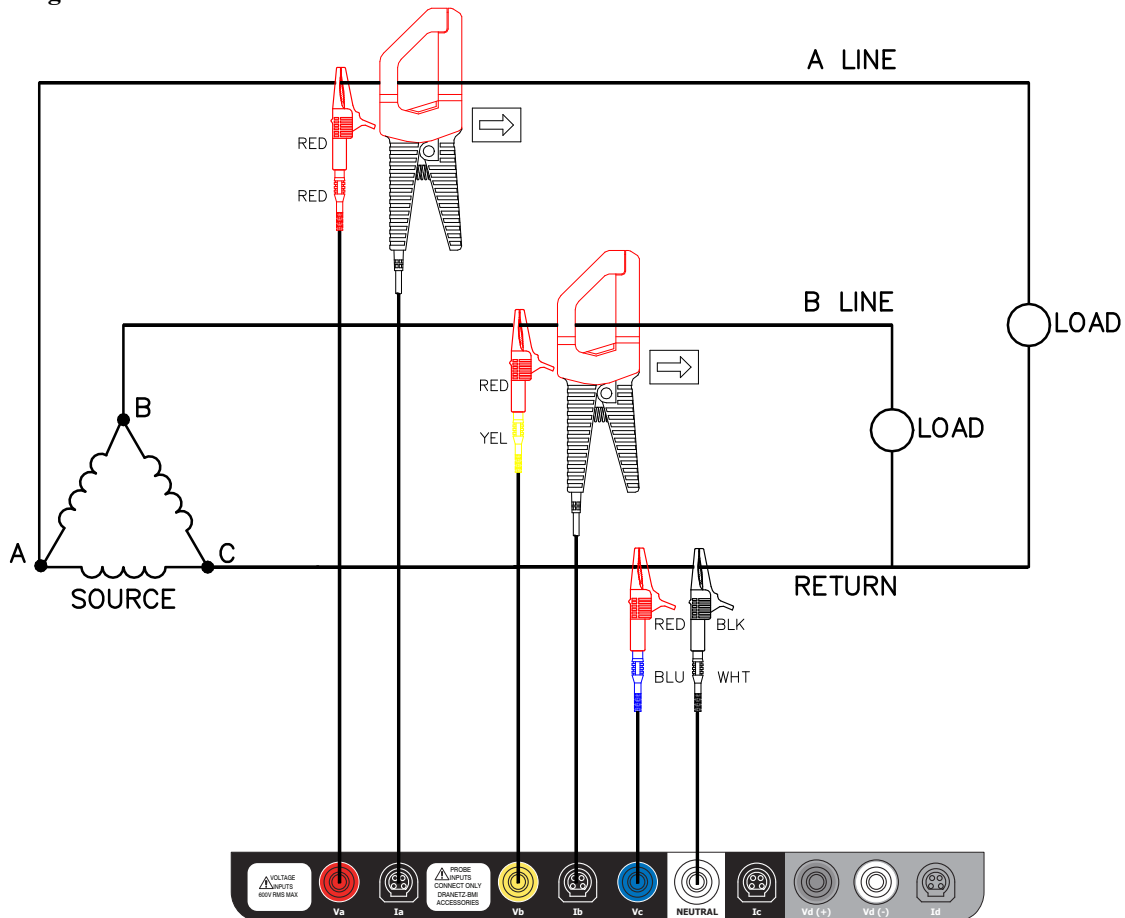 A LINE
RED
RED
B LINE
LOAD
RED
B
YEL
LOAD
A
C
SOURCE
RETURN
RED
BLK
BLU
WHT
VOLTAGE
INPUTS
600V RMS MAX
Va
Ia
PROBE
INPUTS
CONNECT ONLY
DRANETZ-BMI
ACCESSORIES
Vb
Ib
Vc
NEUTRAL
Ic
Vd (+)
Vd (-)
Id